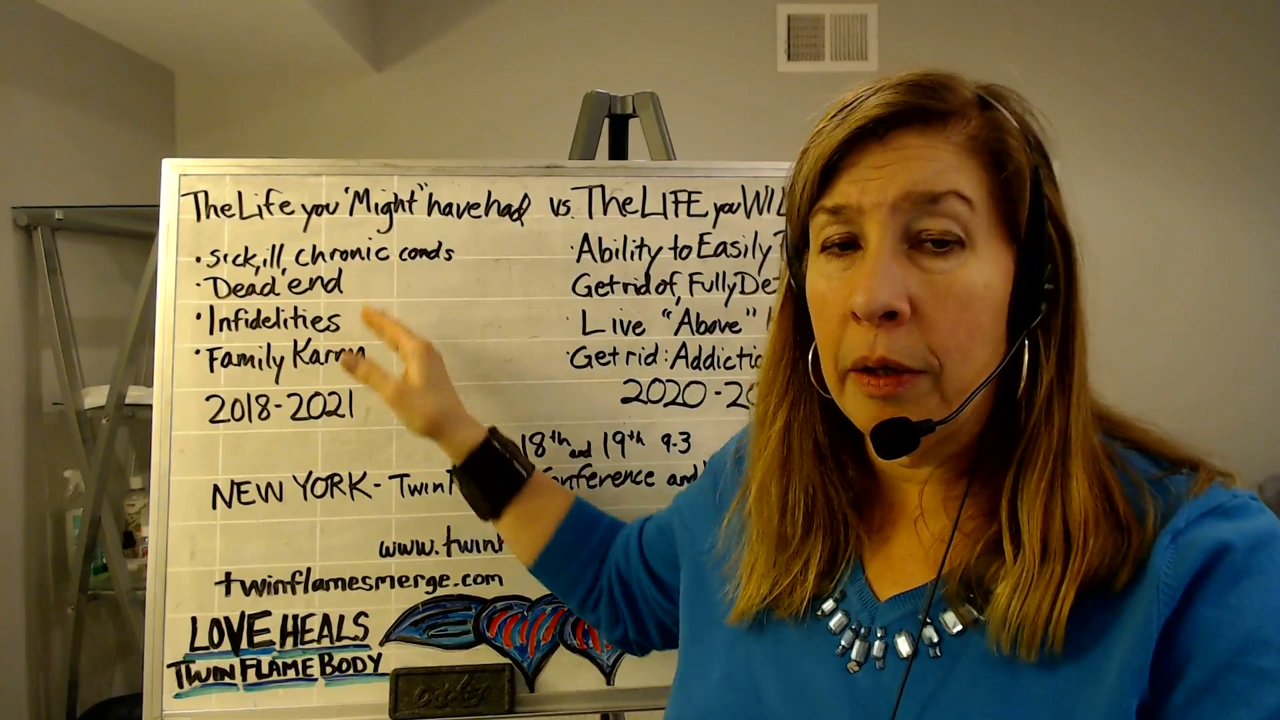 The Life you "Might" have had vs. The LIFE you WIL
· Sick, ill, chronic conds
· Dead end
· Infidelities
· Family Karma
2018-2021
· Ability to Easily
Get rid of, Fully De
Live "Above"
· Get rid: Addictio
2020-20
18th and 19th 9-3
NEW YORK- Twin onference and
www.twin
twinflamesmerge.com
LOVE HEALS
TWIN FLAME BODY
Quartet